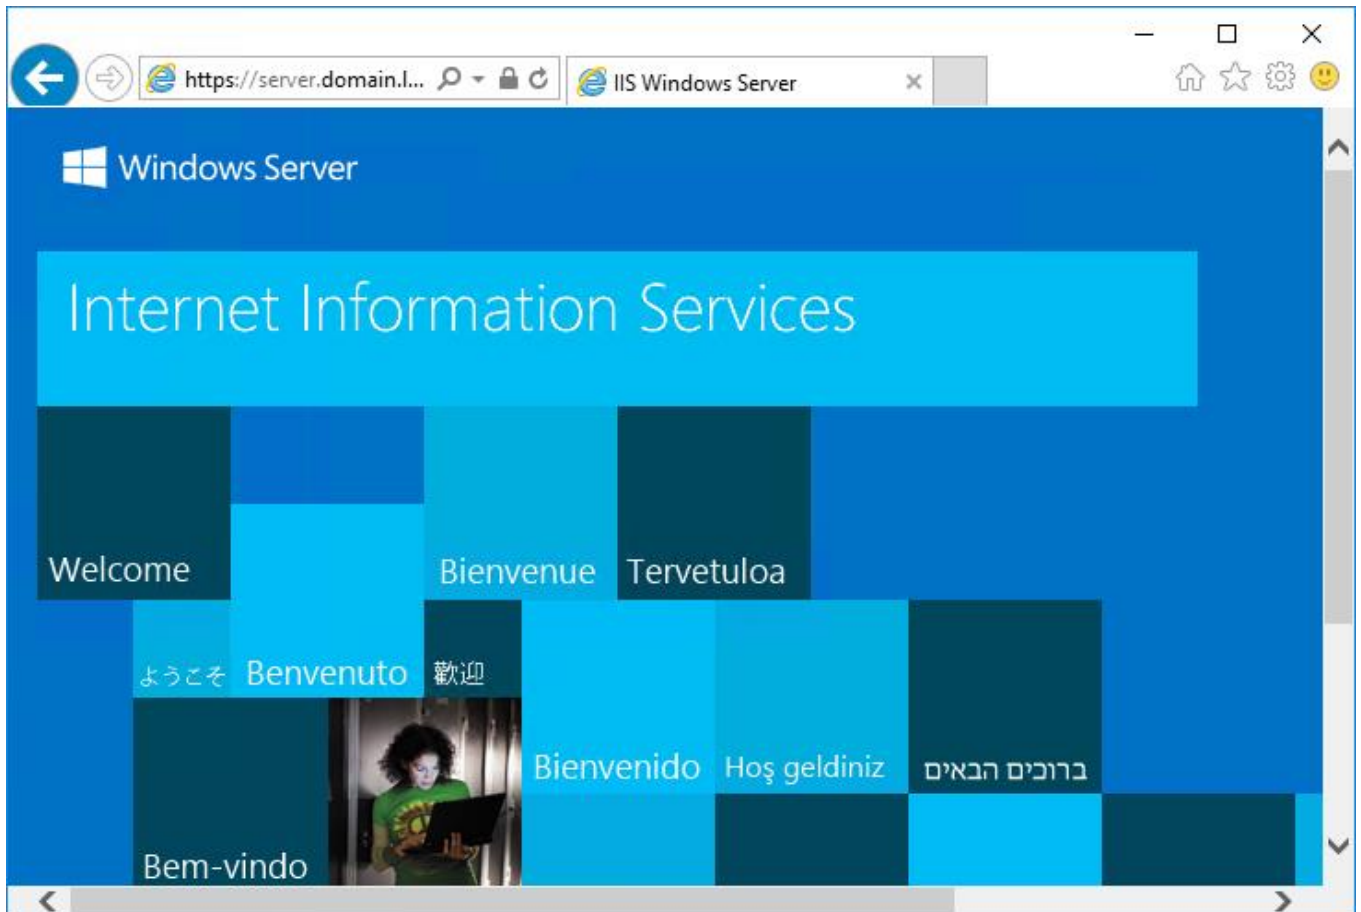 https://server.domain.l...
IIS Windows Server
Windows Server
Internet Information Services
Welcome
Bienvenue
Tervetuloa
ようこそ
Benvenuto
歡迎
Bienvenido
Hoş geldiniz
ברוכים הבאים
Bem-vindo